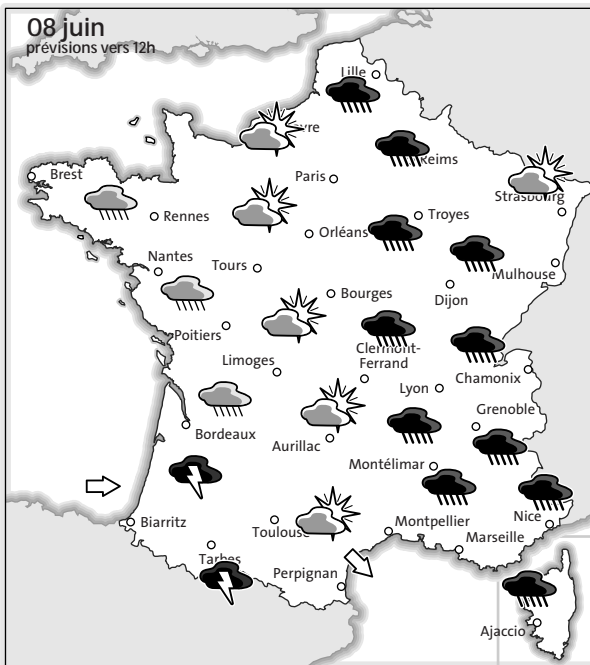 08 juin
prévisions vers 12h
Lille
vre
Reims
Brest
Paris
Strasbourg
Rennes
Troyes
Orléans
Nantes
Tours
Mulhouse
Bourges
Dijon
Poitiers
Clermont-
Ferrand
Limoges
Chamonix
Lyon
Grenoble
Bordeaux
Aurillac
Montélimar
Biarritz
Toulouse
Montpellier
Nice
Marseille
Tarbes
Perpignan
Ajaccio